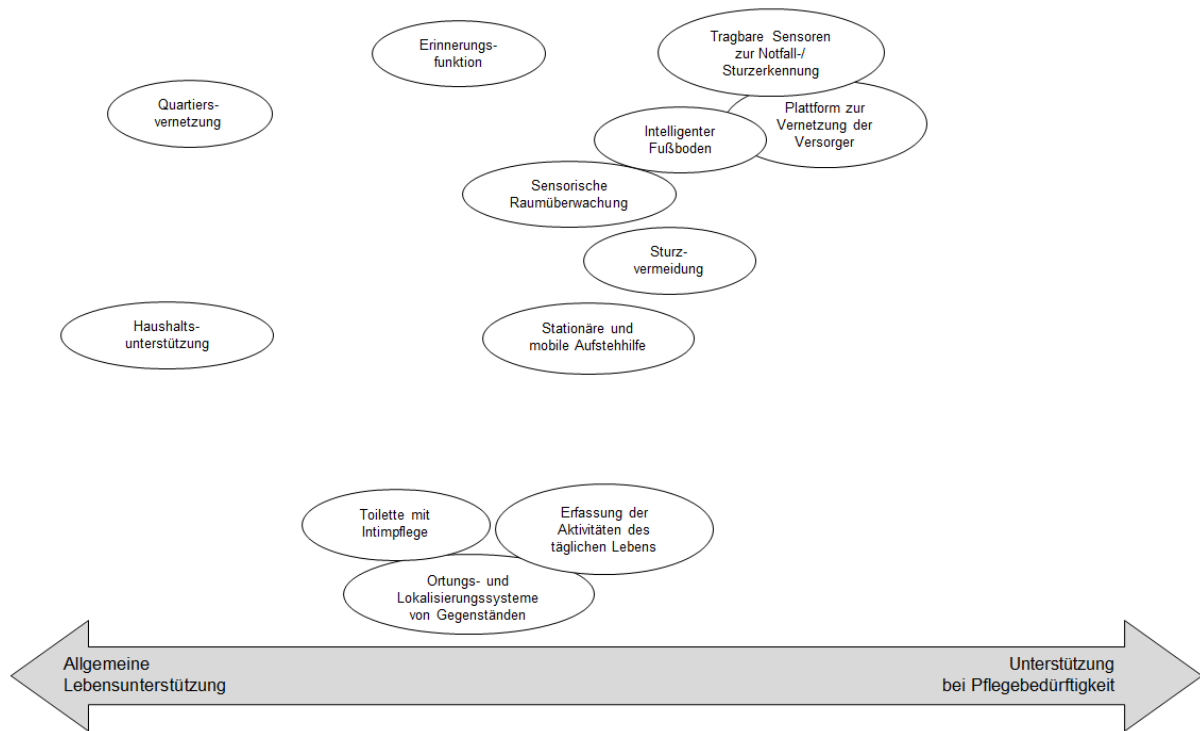 Erinnerungs-
funktion
Tragbare Sensoren
zur Notfall-/
Sturzerkennung
Quartiers-
vernetzung
Plattform zur
Vernetzung der
Versorger
Intelligenter
Fußboden
Sensorische
Raumüberwachung
Sturz-
vermeidung
Haushalts-
unterstützung
Stationäre und
mobile Aufstehhilfe
Toilette mit
Intimpflege
Erfassung der
Aktivitäten des
täglichen Lebens
Ortungs- und
Lokalisierungssysteme
von Gegenständen
Allgemeine
Lebensunterstützung
Unterstützung
bei Pflegebedürftigkeit